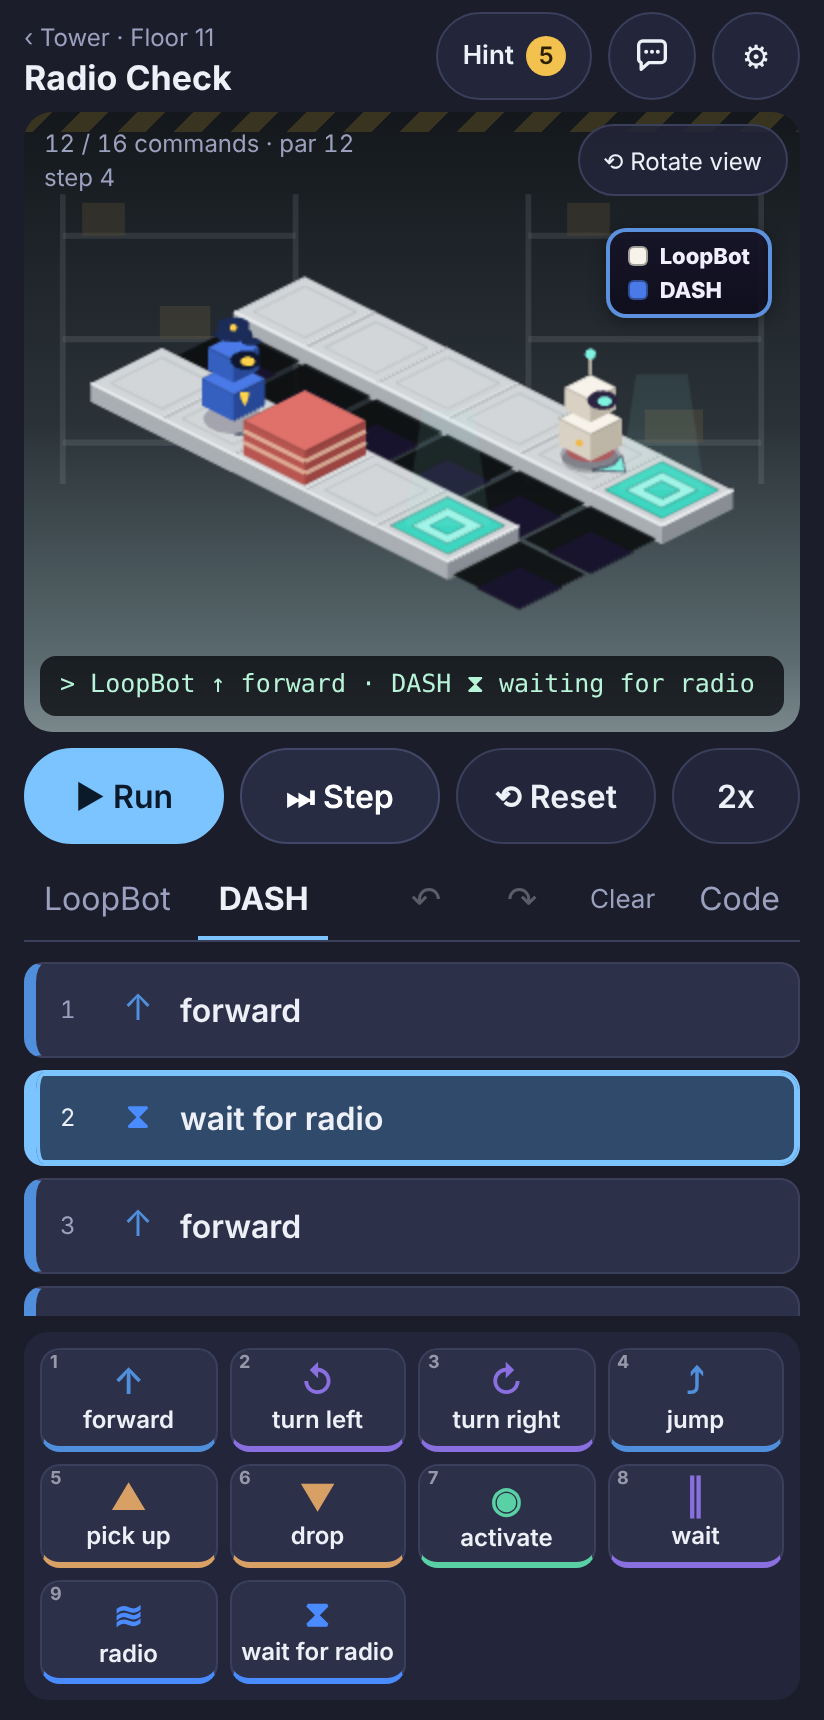 ‹ Tower · Floor 11
Radio Check
Hint 5
12 / 16 commands · par 12
step 4
⟲ Rotate view
LoopBot
DASH
> LoopBot ↑ forward · DASH ⧗ waiting for radio
▶ Run
⏭ Step
⟲ Reset
2x
LoopBot DASH ↶ ↷ Clear Code
1 ↑ forward
2 ⧗ wait for radio
3 ↑ forward
1 ↑ forward
2 turn left
3 turn right
4 jump
5 ▲ pick up
6 ▼ drop
7 ◉ activate
8 ‖ wait
9 ≋ radio
⧗ wait for radio